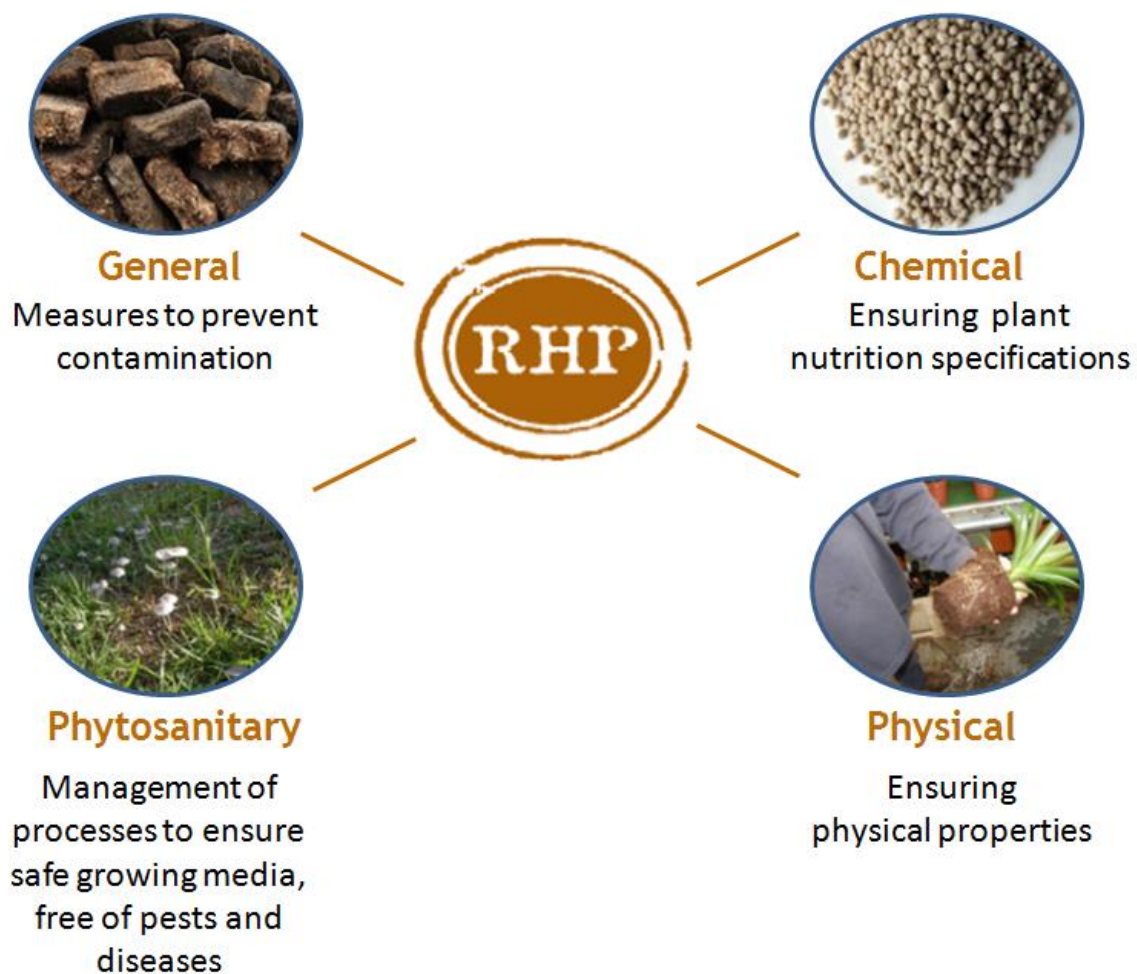 General
Measures to prevent
contamination
Chemical
Ensuring plant
nutrition specifications
RHP
Phytosanitary
Management of
processes to ensure
safe growing media,
free of pests and
diseases
Physical
Ensuring
physical properties